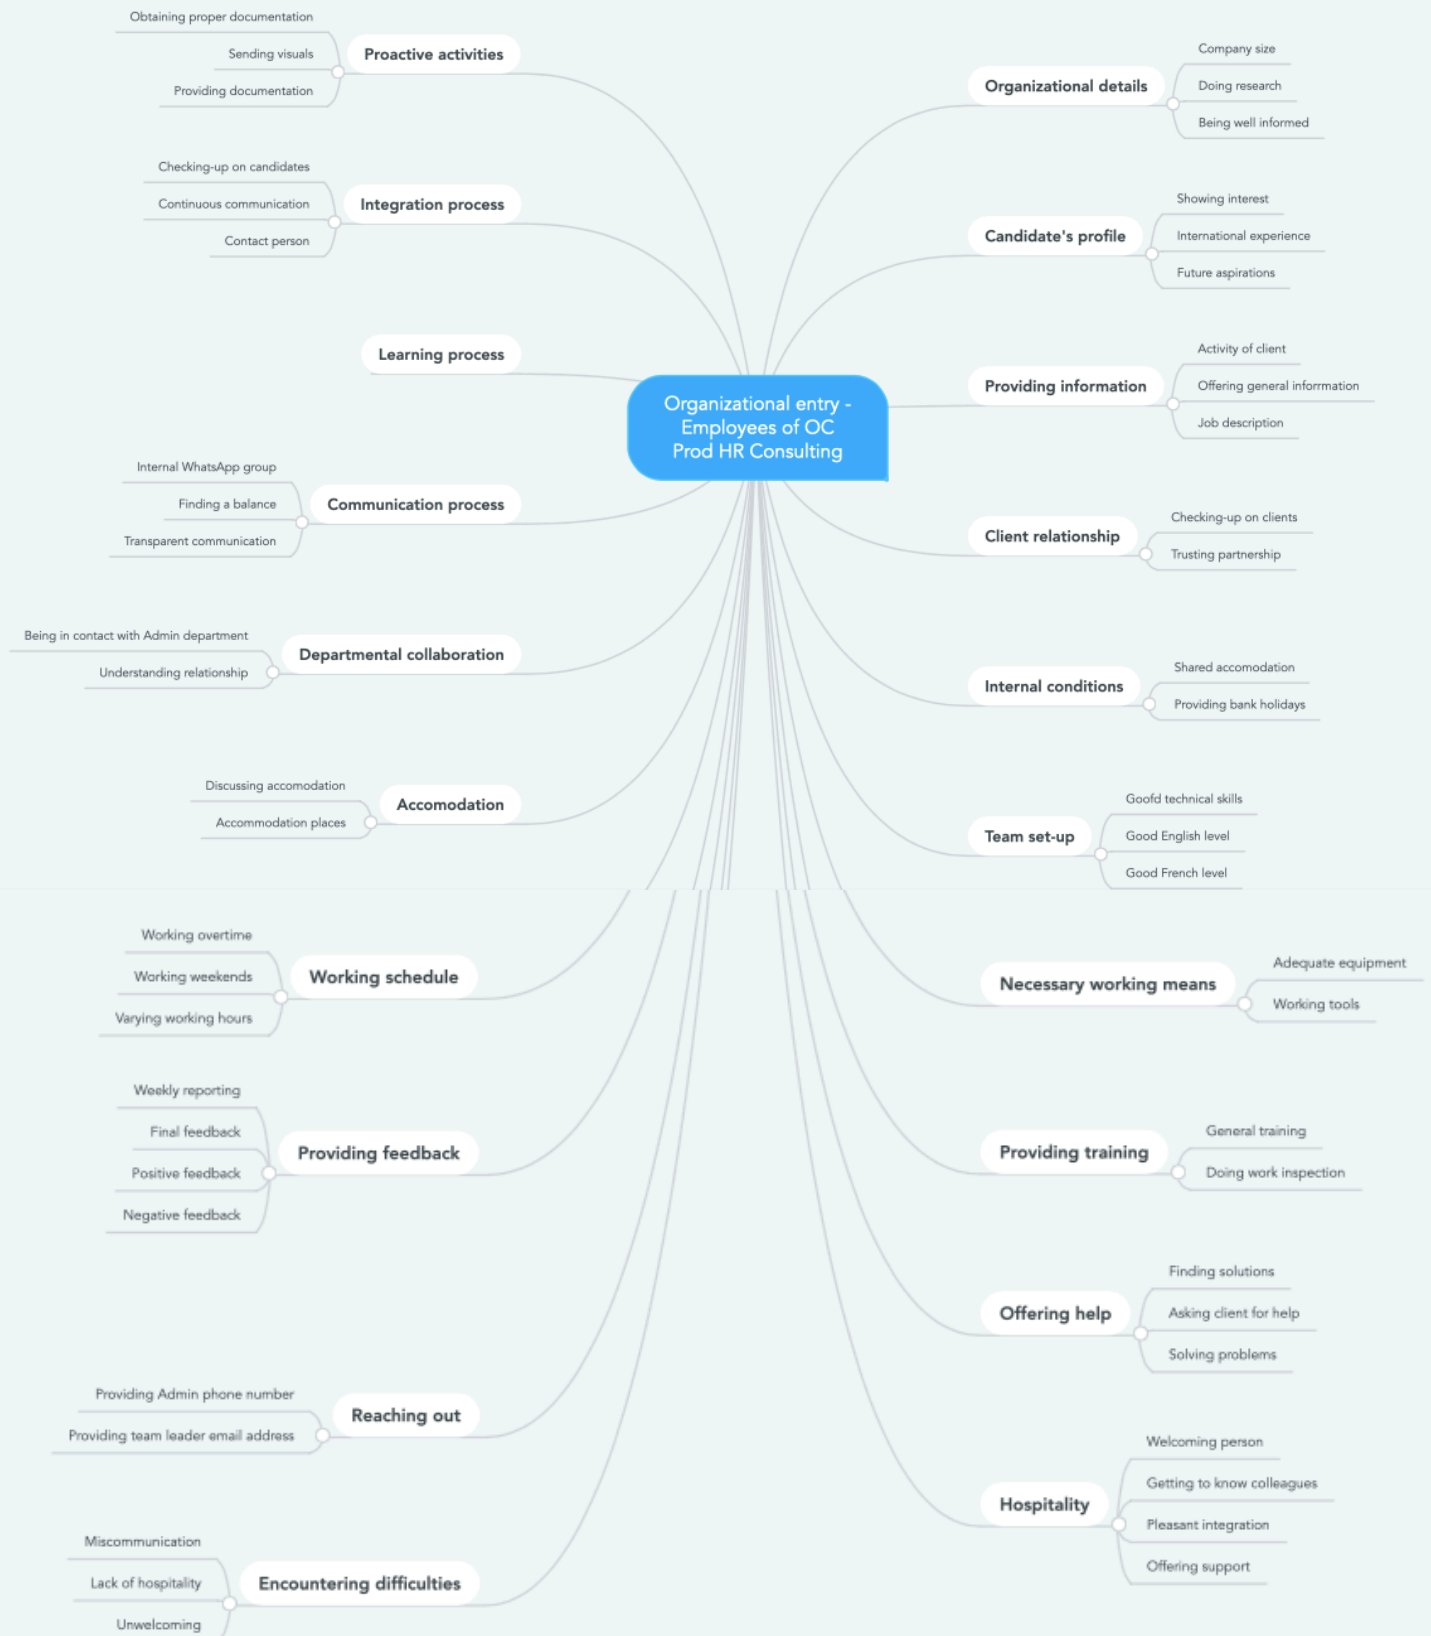 Organizational entry -
Employees of OC
Prod HR Consulting
Proactive activities
Obtaining proper documentation
Sending visuals
Providing documentation
Integration process
Checking-up on candidates
Continuous communication
Contact person
Learning process
Communication process
Internal WhatsApp group
Finding a balance
Transparent communication
Departmental collaboration
Being in contact with Admin department
Understanding relationship
Accomodation
Discussing accomodation
Accommodation places
Working schedule
Working overtime
Working weekends
Varying working hours
Providing feedback
Weekly reporting
Final feedback
Positive feedback
Negative feedback
Reaching out
Providing Admin phone number
Providing team leader email address
Encountering difficulties
Miscommunication
Lack of hospitality
Unwelcoming
Organizational details
Company size
Doing research
Being well informed
Candidate's profile
Showing interest
International experience
Future aspirations
Providing information
Activity of client
Offering general inforrmation
Job description
Client relationship
Checking-up on clients
Trusting partnership
Internal conditions
Shared accomodation
Providing bank holidays
Team set-up
Goofd technical skills
Good English level
Good French level
Necessary working means
Adequate equipment
Working tools
Providing training
General training
Doing work inspection
Offering help
Finding solutions
Asking client for help
Solving problems
Hospitality
Welcoming person
Getting to know colleagues
Pleasant integration
Offering support